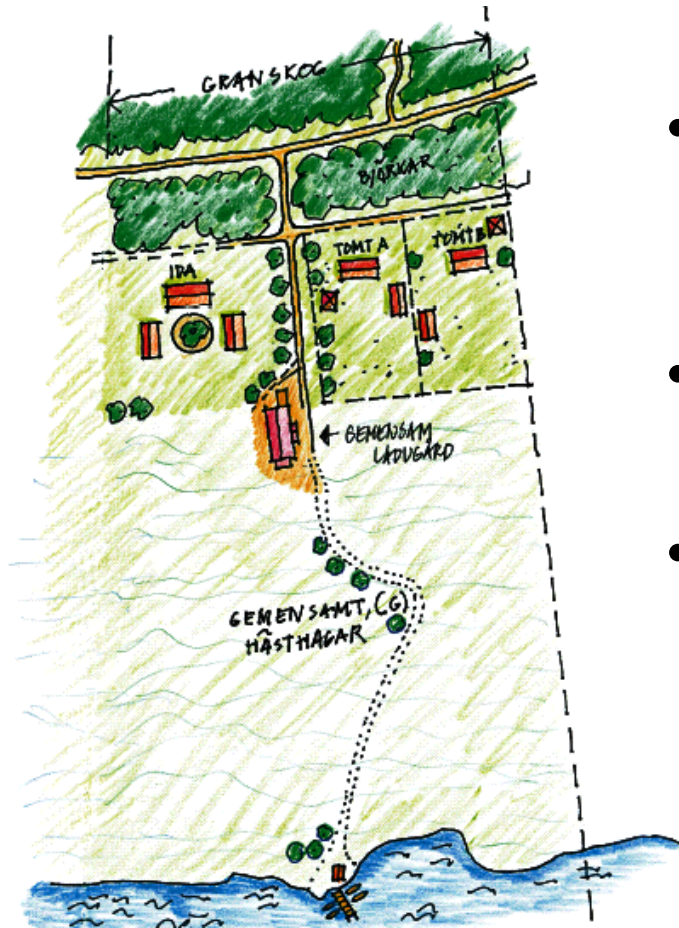 GRANSKOG
BJÖRKAR
IDA
TOMT A
TOMT B
GEMENSAM
LADUGÅRD
GEMENSAMT, (G)
HÄSTHAGAR